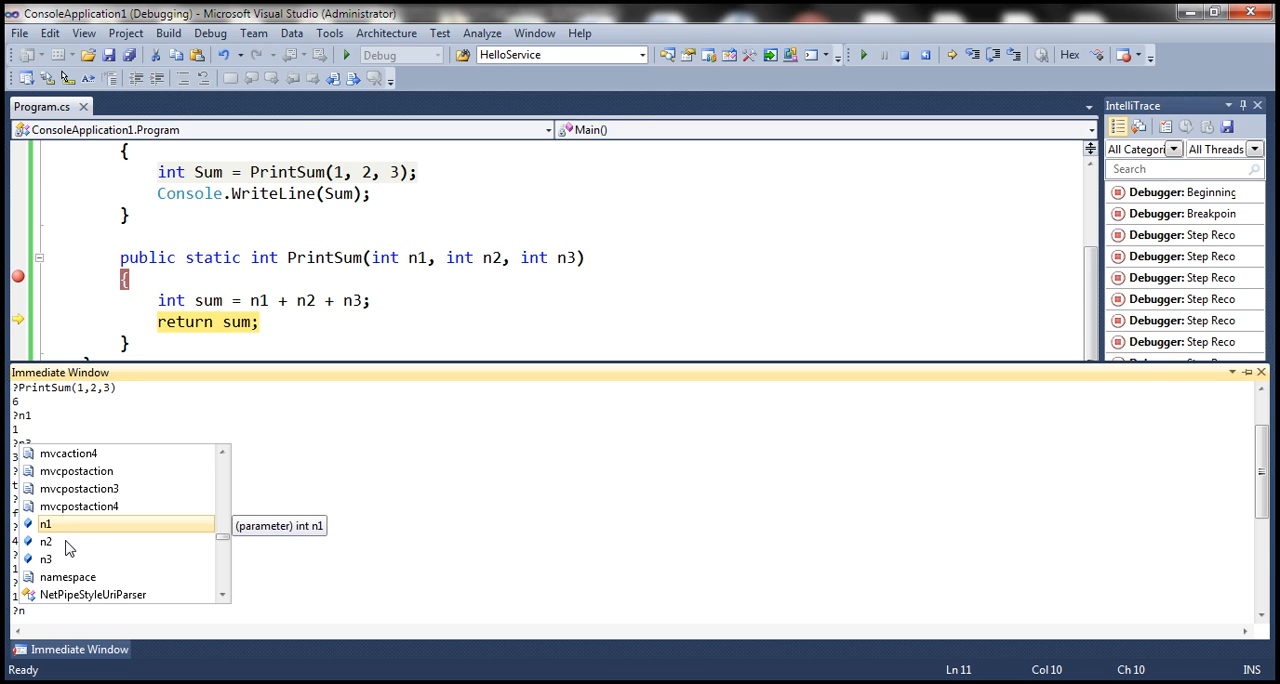 ConsoleApplication1 (Debugging) - Microsoft Visual Studio (Administrator)
File Edit View Project Build Debug Team Data Tools Architecture Test Analyze Window Help
Debug HelloService Hex
Program.cs
ConsoleApplication1.Program Main()
{
int Sum = PrintSum(1, 2, 3);
Console.WriteLine(Sum);
}
public static int PrintSum(int n1, int n2, int n3)
{
int sum = n1 + n2 + n3;
return sum;
}
IntelliTrace
All Categori All Threads
Search
Debugger: Beginning
Debugger: Breakpoin
Debugger: Step Reco
Debugger: Step Reco
Debugger: Step Reco
Debugger: Step Reco
Debugger: Step Reco
Debugger: Step Reco
Immediate Window
?PrintSum(1,2,3)
6
?n1
1
mvcaction4
mvcpostaction
mvcpostaction3
mvcpostaction4
n1
(parameter) int n1
n2
n3
namespace
NetPipeStyleUriParser
?n
Immediate Window
Ready Ln 11 Col 10 Ch 10 INS